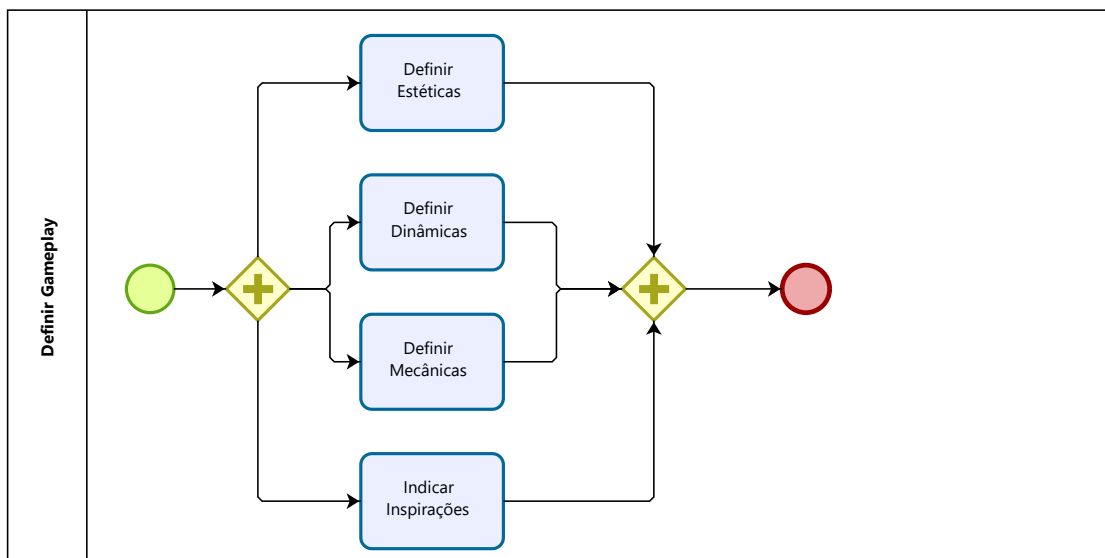 Definir Gameplay
Definir
Estéticas
Definir
Dinâmicas
Definir
Mecânicas
Indicar
Inspirações